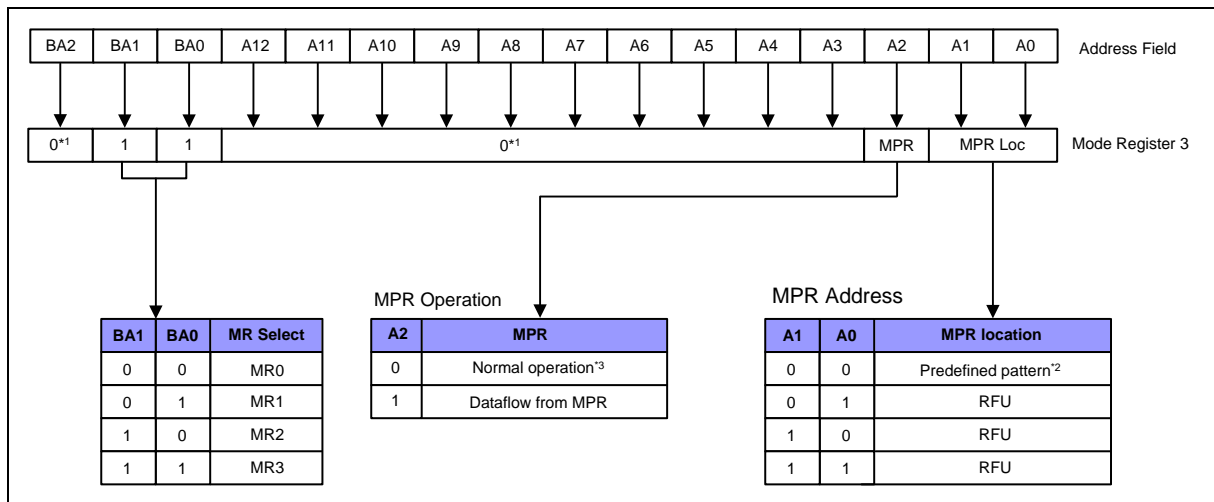 BA2 BA1 BA0 A12 A11 A10 A9 A8 A7 A6 A5 A4 A3 A2 A1 A0 Address Field
0*1 1 1 0*1 MPR MPR Loc Mode Register 3
MPR Operation
MPR Address
BA1 BA0 MR Select
0 0 MR0
0 1 MR1
1 0 MR2
1 1 MR3
A2 MPR
0 Normal operation*3
1 Dataflow from MPR
A1 A0 MPR location
0 0 Predefined pattern*2
0 1 RFU
1 0 RFU
1 1 RFU